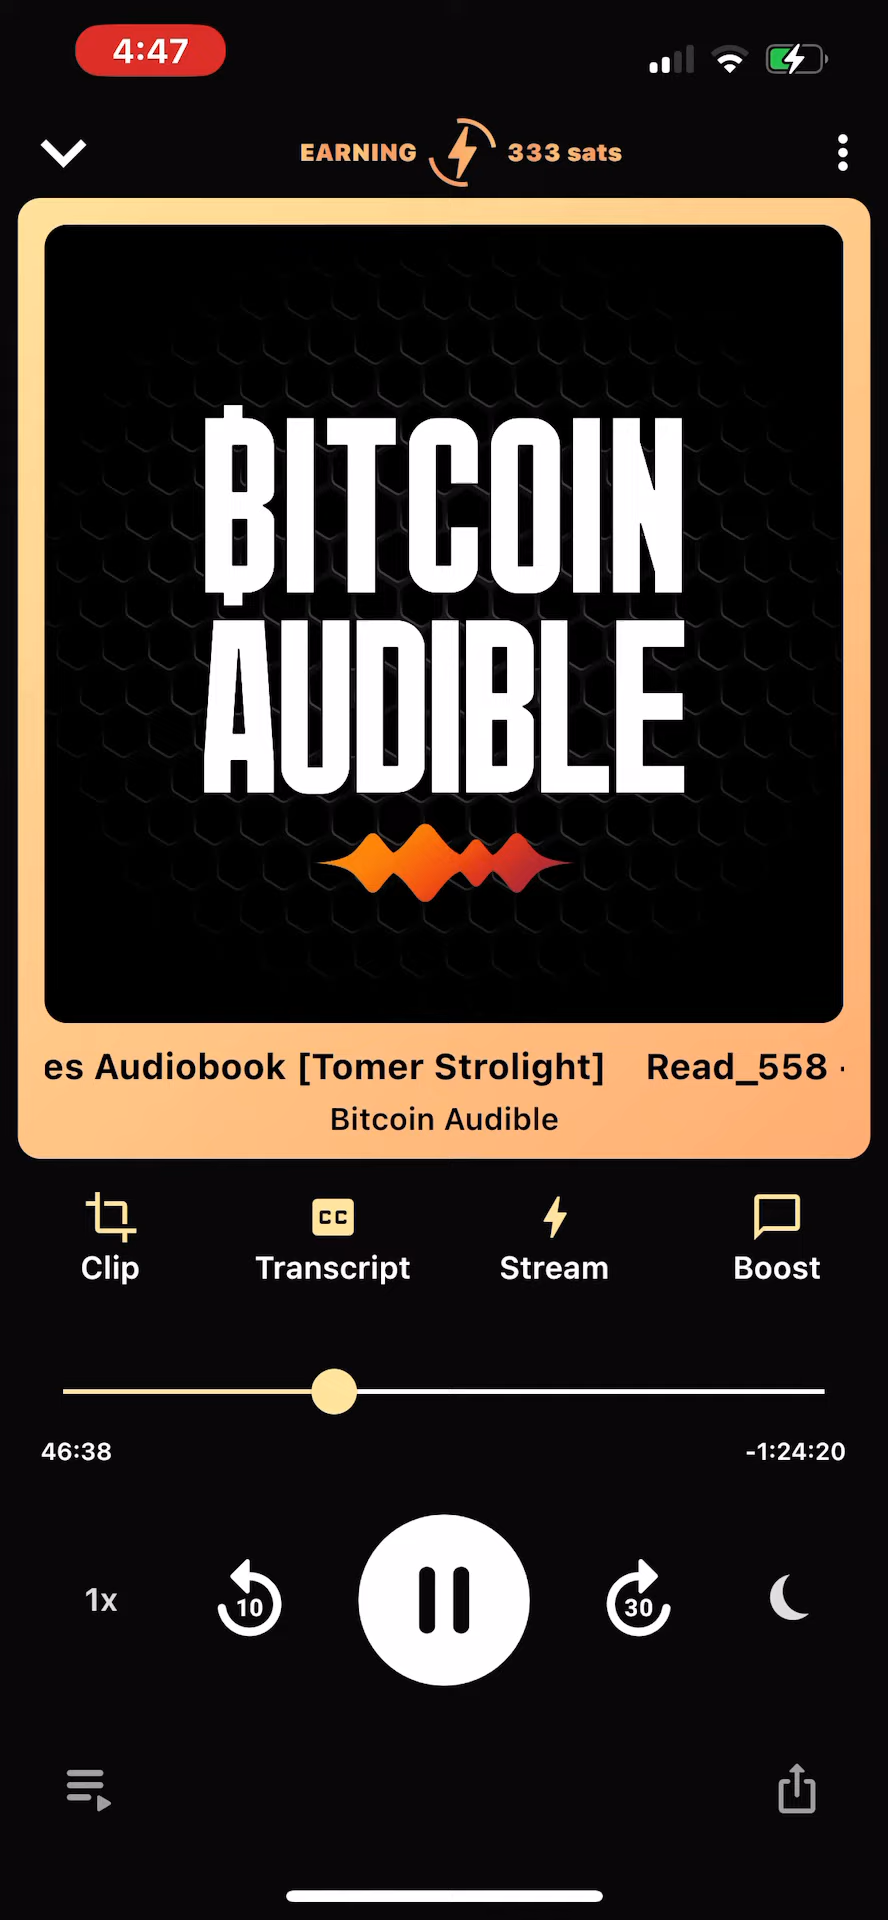 4:47
EARNING 333 sats
₿ITCOIN
AUDIBLE
es Audiobook [Tomer Strolight] Read_558 -
Bitcoin Audible
Clip
CC
Transcript
Stream
Boost
46:38
-1:24:20
1x
10
30